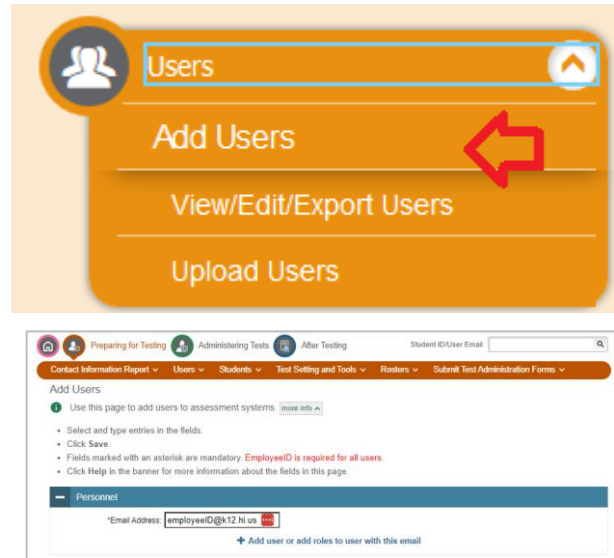 Users
Add Users
View/Edit/Export Users
Upload Users
Preparing for Testing Administering Tests After Testing Student ID/User Email
Contact Information Report Users Students Test Setting and Tools Rosters Submit Test Administration Forms
Add Users
Use this page to add users to assessment systems. more info
• Select and type entries in the fields.
• Click Save.
• Fields marked with an asterisk are mandatory. EmployeeID is required for all users.
• Click Help in the banner for more information about the fields in this page.
Personnel
*Email Address: employeeID@k12.hi.us
+ Add user or add roles to user with this email